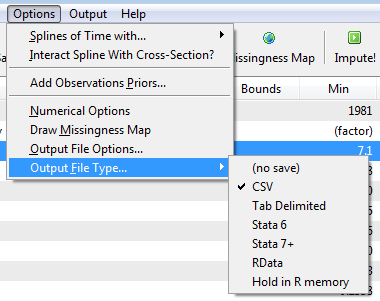 Options Output Help
Splines of Time with...
Interact Spline With Cross-Section?
Add Observations Priors...
Numerical Options
Draw Missingness Map
Output File Options...
Output File Type...
Missingness Map Impute!
Bounds Min
1981
(factor)
7.1
(no save)
CSV
Tab Delimited
Stata 6
Stata 7+
RData
Hold in R memory